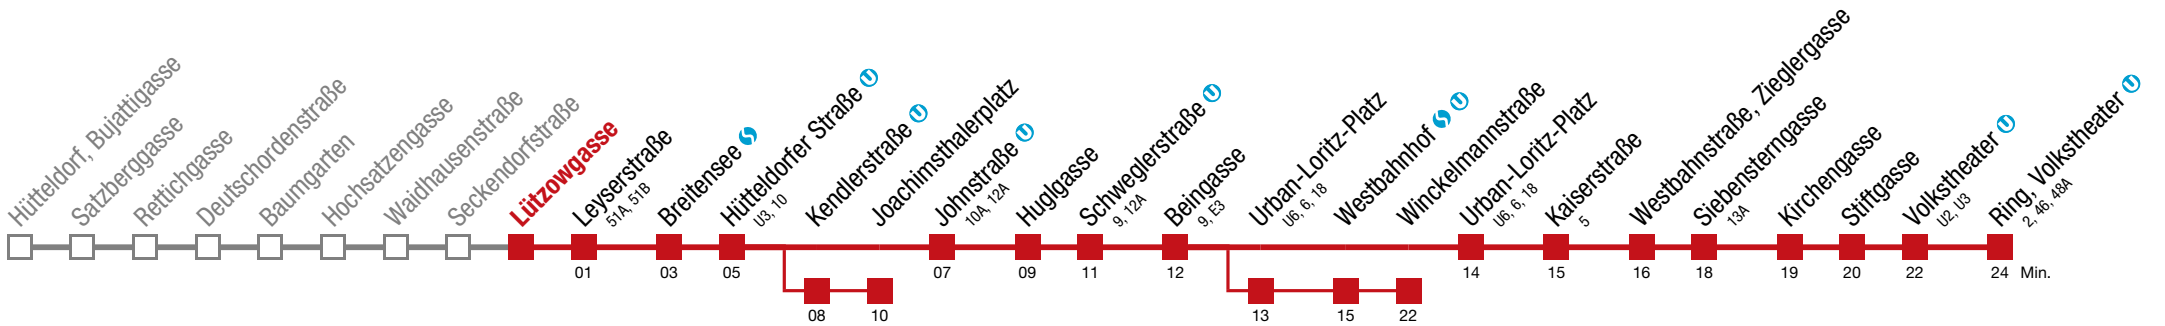 Hütteldorf, Bujattigasse
Satzberggasse
Rettichgasse
Deutschordenstraße
Baumgarten
Hochsatzengasse
Waidhausenstraße
Seckendorfstraße
Lützowgasse
Leyserstraße
51A, 51B
Breitensee
Hütteldorfer Straße U
U3, 10
Kendlerstraße U
Joachimsthalerplatz
Johnstraße U
10A, 12A
Huglgasse
Schweglerstraße U
9, 12A
Beingasse
9, E3
Urban-Loritz-Platz
U6, 6, 18
Westbahnhof U
Winckelmannstraße
Urban-Loritz-Platz
U6, 6, 18
Kaiserstraße
5
Westbahnstraße, Zieglergasse
Siebensterngasse
13A
Kirchengasse
Stiftgasse
Volkstheater U
U2, U3
Ring, Volkstheater U
2, 46, 48A
01 03 05 07 09 11 12 14 15 16 18 19 20 22 24 Min.
08 10 13 15 22